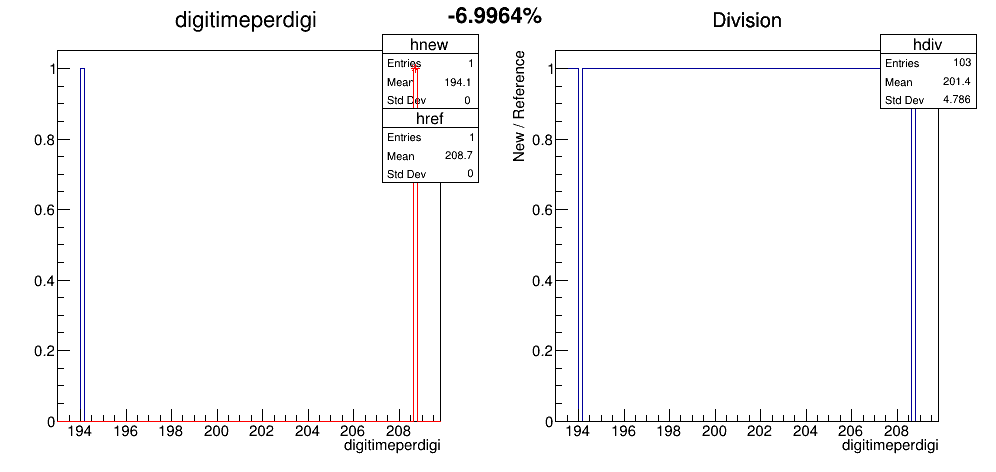 -6.9964%
digitimeperdigi
hnew
Entries 1
Mean 194.1
Std Dev 0
href
Entries 1
Mean 208.7
Std Dev 0
1
0.8
0.6
0.4
0.2
0
194 196 198 200 202 204 206 208
digitimeperdigi
Division
hdiv
Entries 103
Mean 201.4
Std Dev 4.786
New / Reference
1
0.8
0.6
0.4
0.2
0
194 196 198 200 202 204 206 208
digitimeperdigi